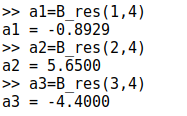 >> a1=B_res(1,4)
a1 = -0.8929
>> a2=B_res(2,4)
a2 = 5.6500
>> a3=B_res(3,4)
a3 = -4.4000